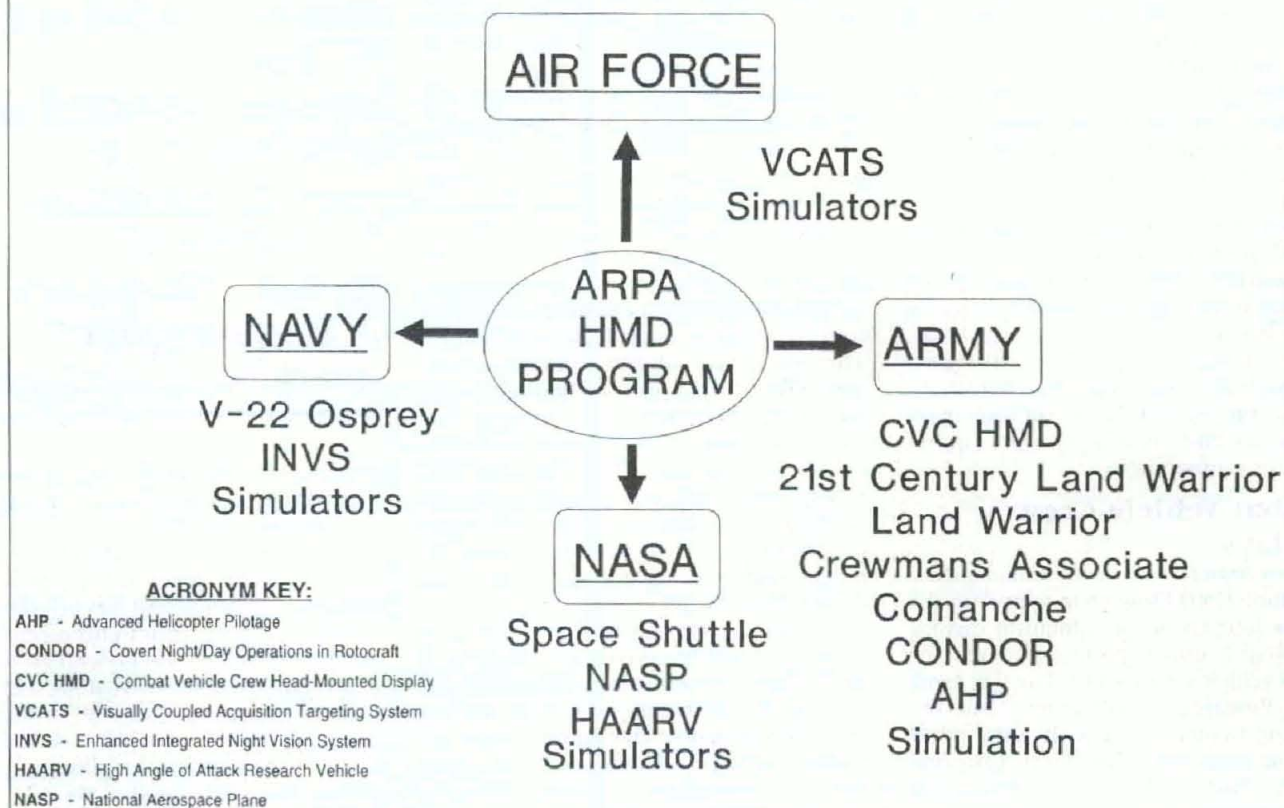 AIR FORCE
VCATS
Simulators
ARPA
HMD
PROGRAM
NAVY
V-22 Osprey
INVS
Simulators
ARMY
CVC HMD
21st Century Land Warrior
Land Warrior
Crewmans Associate
Comanche
CONDOR
AHP
Simulation
NASA
Space Shuttle
NASP
HAARV
Simulators
ACRONYM KEY:
AHP - Advanced Helicopter Pilotage
CONDOR - Covert Night/Day Operations in Rotocraft
CVC HMD - Combat Vehicle Crew Head-Mounted Display
VCATS - Visually Coupled Acquisition Targeting System
INVS - Enhanced Integrated Night Vision System
HAARV - High Angle of Attack Research Vehicle
NASP - National Aerospace Plane